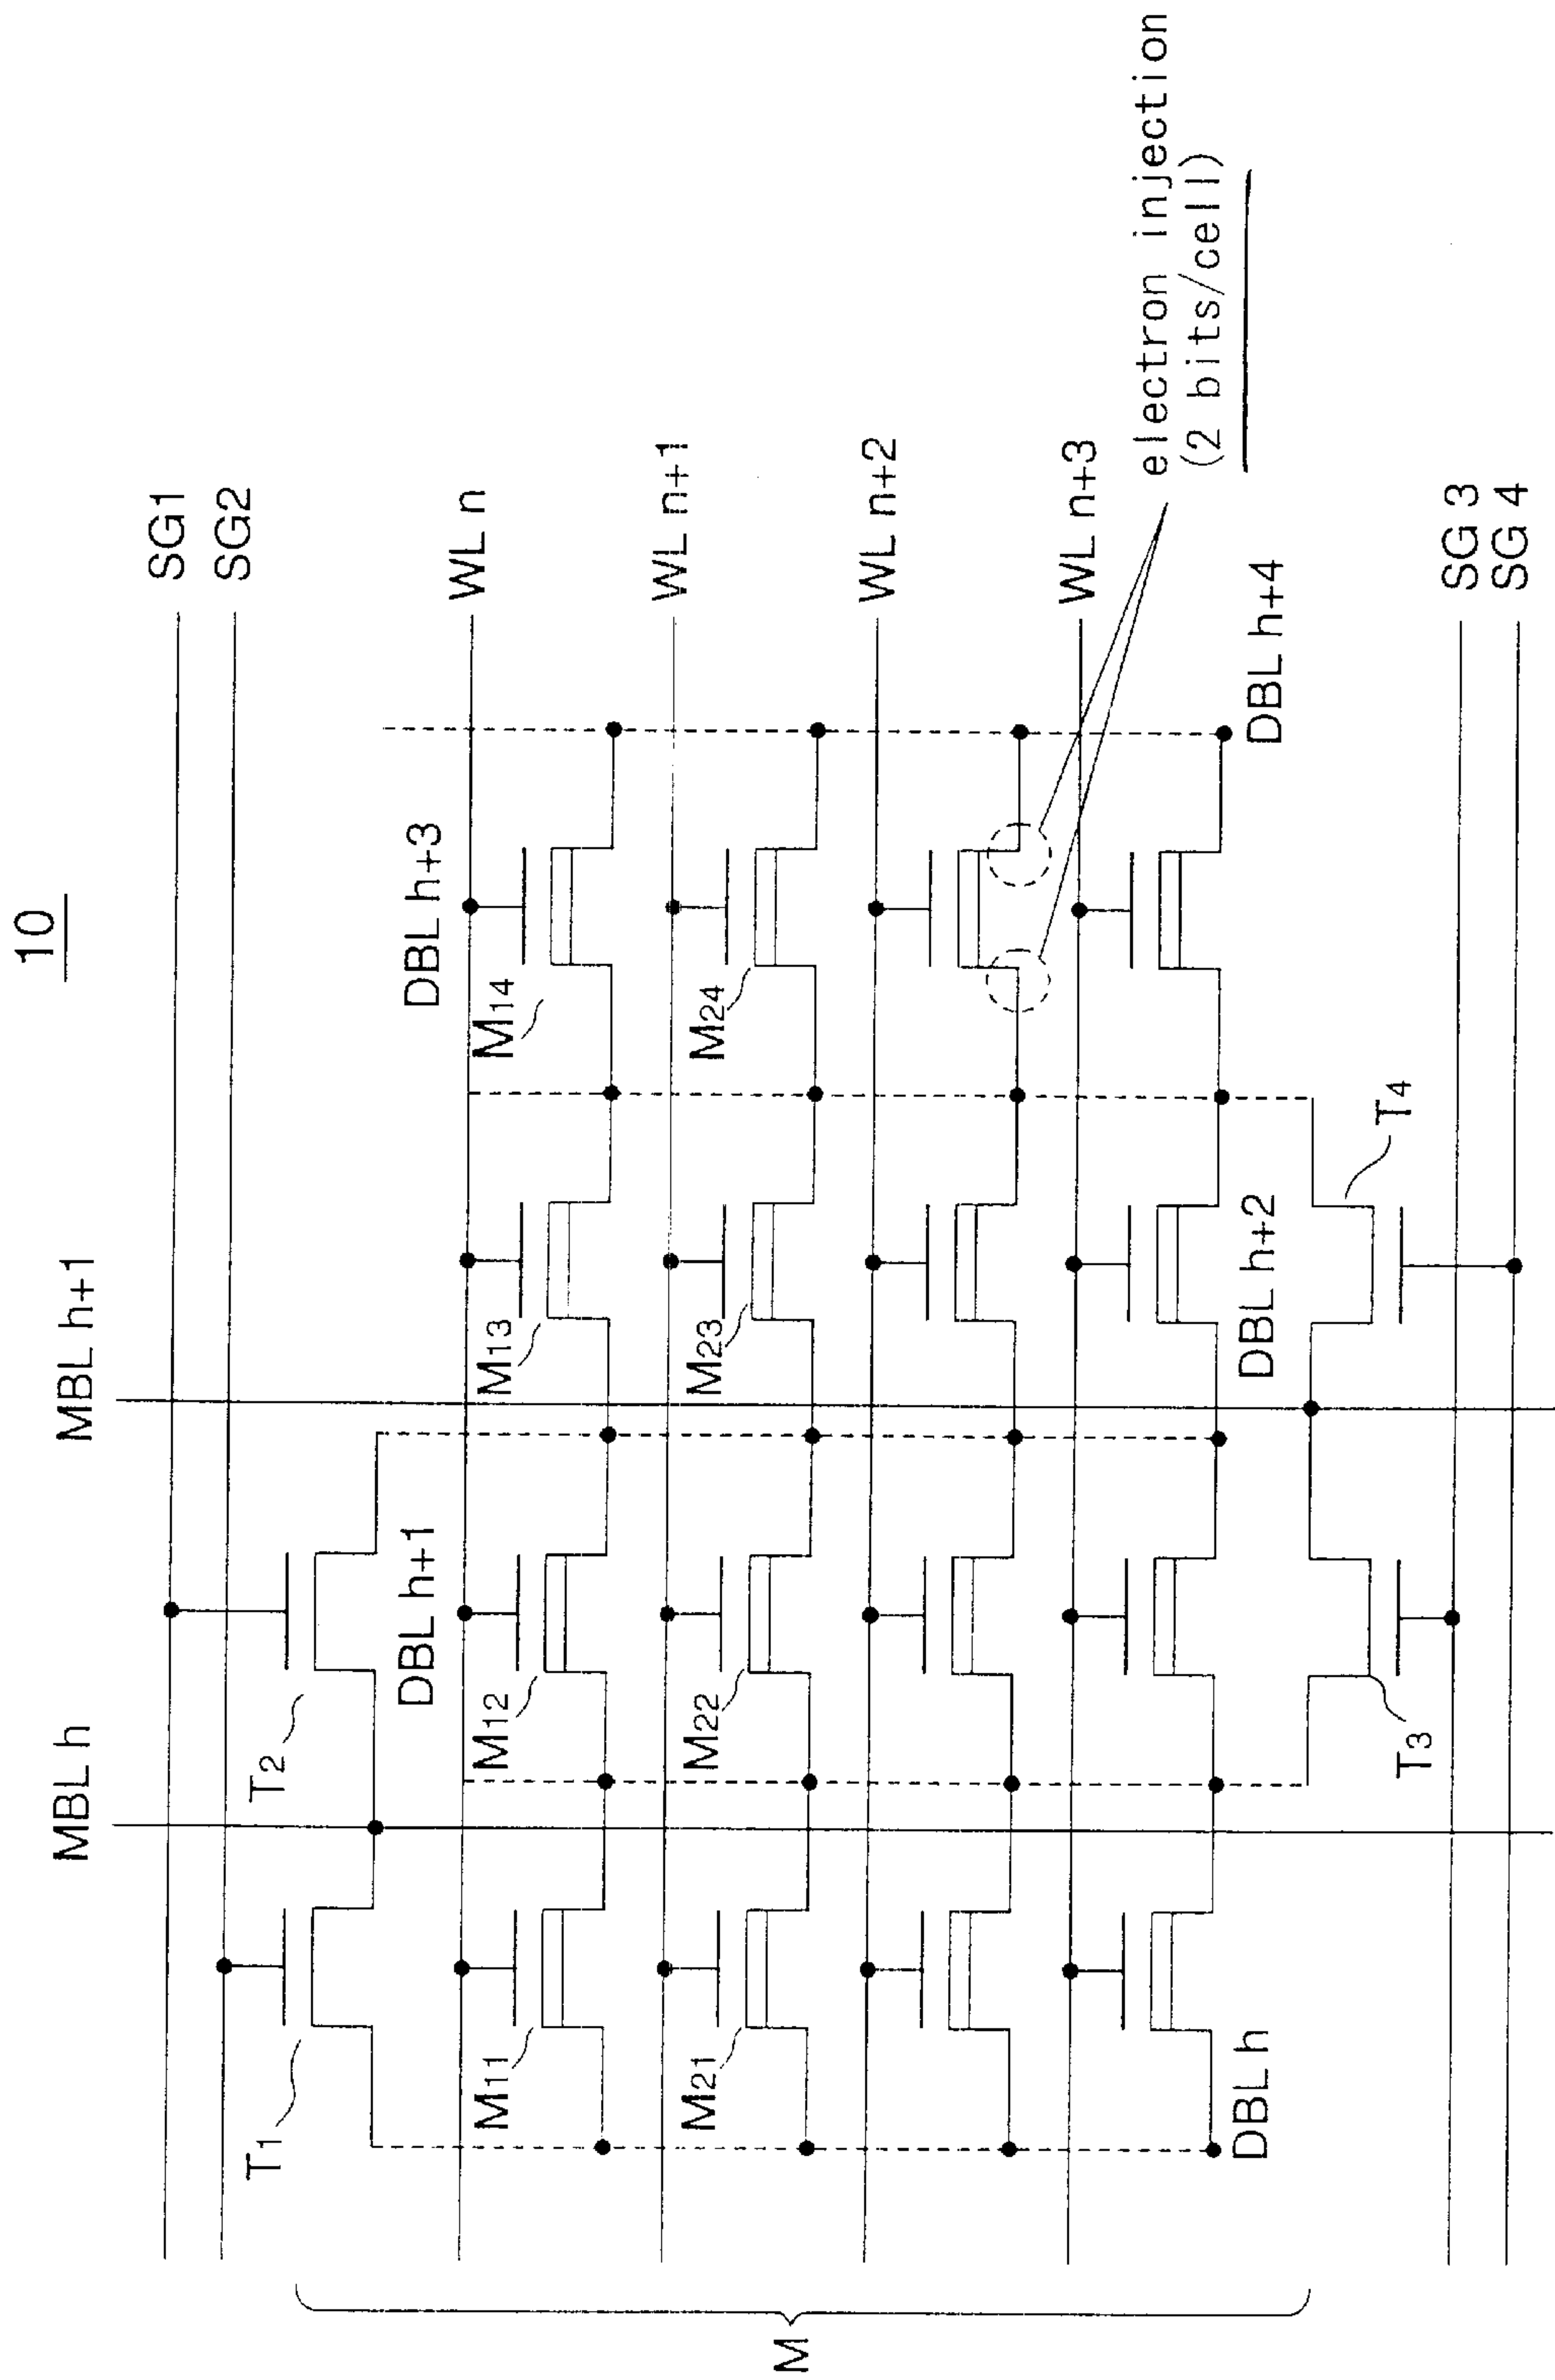 10
MBL h
MBL h+1
SG1
SG2
T1
T2
DBL h+1
DBL h+3
WL n
M11
M12
M13
M14
WL n+1
M21
M22
M23
M24
WL n+2
WL n+3
electron injection
(2 bits/cell)
DBL h
DBL h+2
DBL h+4
T3
T4
SG 3
SG 4
M